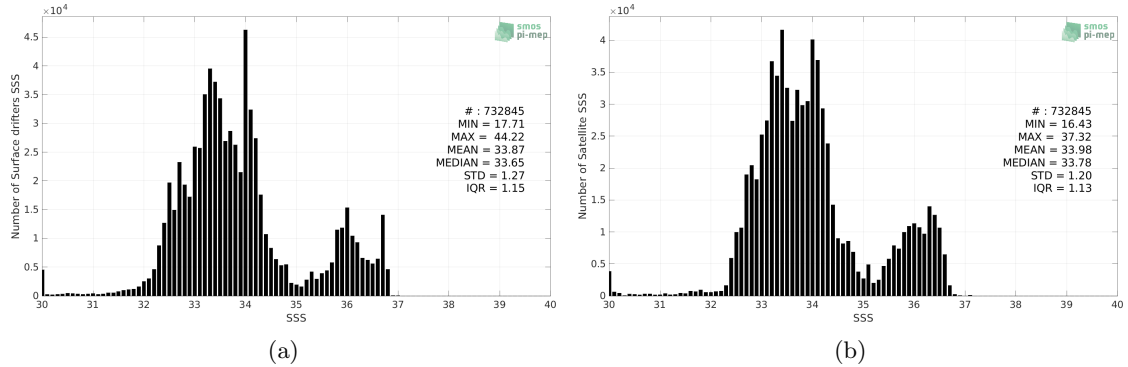 ×10⁴
4.5
4
3.5
3
2.5
2
1.5
1
0.5
0
Number of Surface drifters SSS
30 31 32 33 34 35 36 37 38 39 40
SSS
smos
pi-mep
# : 732845
MIN = 17.71
MAX = 44.22
MEAN = 33.87
MEDIAN = 33.65
STD = 1.27
IQR = 1.15
(a)
×10⁴
4
3.5
3
2.5
2
1.5
1
0.5
0
Number of Satellite SSS
30 31 32 33 34 35 36 37 38 39 40
SSS
smos
pi-mep
# : 732845
MIN = 16.43
MAX = 37.32
MEAN = 33.98
MEDIAN = 33.78
STD = 1.20
IQR = 1.13
(b)